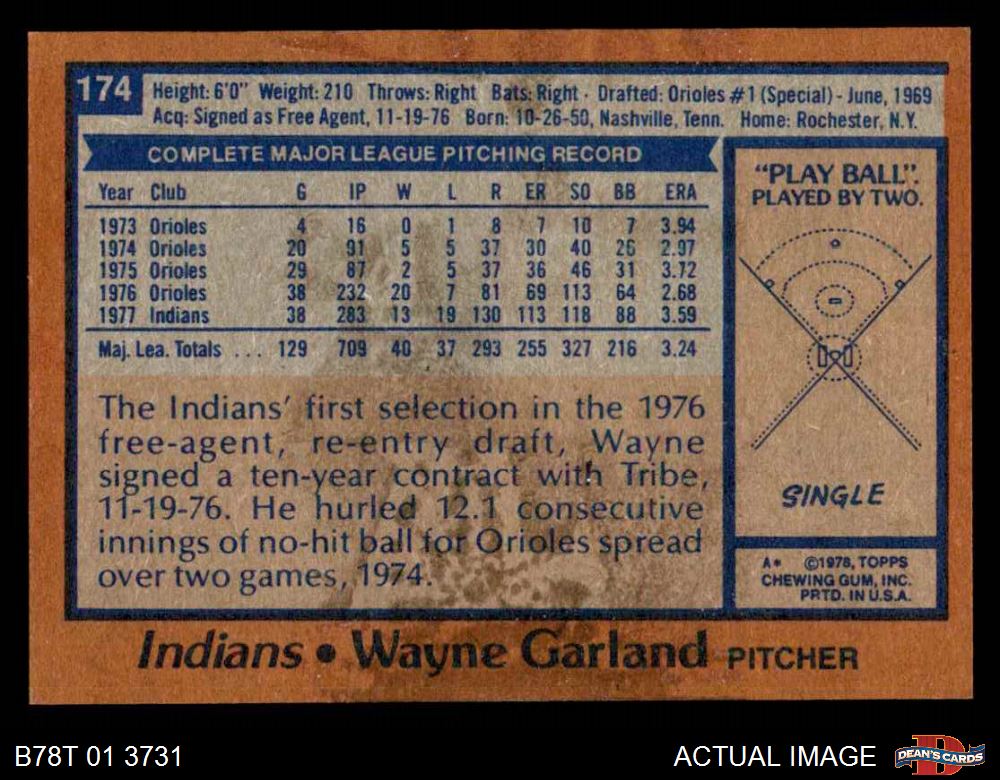 174
Height: 6'0" Weight: 210 Throws: Right Bats: Right · Drafted: Orioles #1 (Special) - June, 1969
Acq: Signed as Free Agent, 11-19-76 Born: 10-26-50, Nashville, Tenn. Home: Rochester, N.Y.
COMPLETE MAJOR LEAGUE PITCHING RECORD
Year Club G IP W L R ER SO BB ERA
1973 Orioles 4 16 0 1 8 7 10 7 3.94
1974 Orioles 20 91 5 5 37 30 40 26 2.97
1975 Orioles 29 87 2 5 37 36 46 31 3.72
1976 Orioles 38 232 20 7 81 69 113 64 2.68
1977 Indians 38 283 13 19 130 113 118 88 3.59
Maj. Lea. Totals ... 129 709 40 37 293 255 327 216 3.24
The Indians' first selection in the 1976
free-agent, re-entry draft, Wayne
signed a ten-year contract with Tribe,
11-19-76. He hurled 12.1 consecutive
innings of no-hit ball for Orioles spread
over two games, 1974.
"PLAY BALL".
PLAYED BY TWO.
SINGLE
A* ©1978, TOPPS
CHEWING GUM, INC.
PRTD. IN U.S.A.
Indians • Wayne Garland PITCHER
B78T 01 3731
ACTUAL IMAGE
D
DEAN'S CARDS